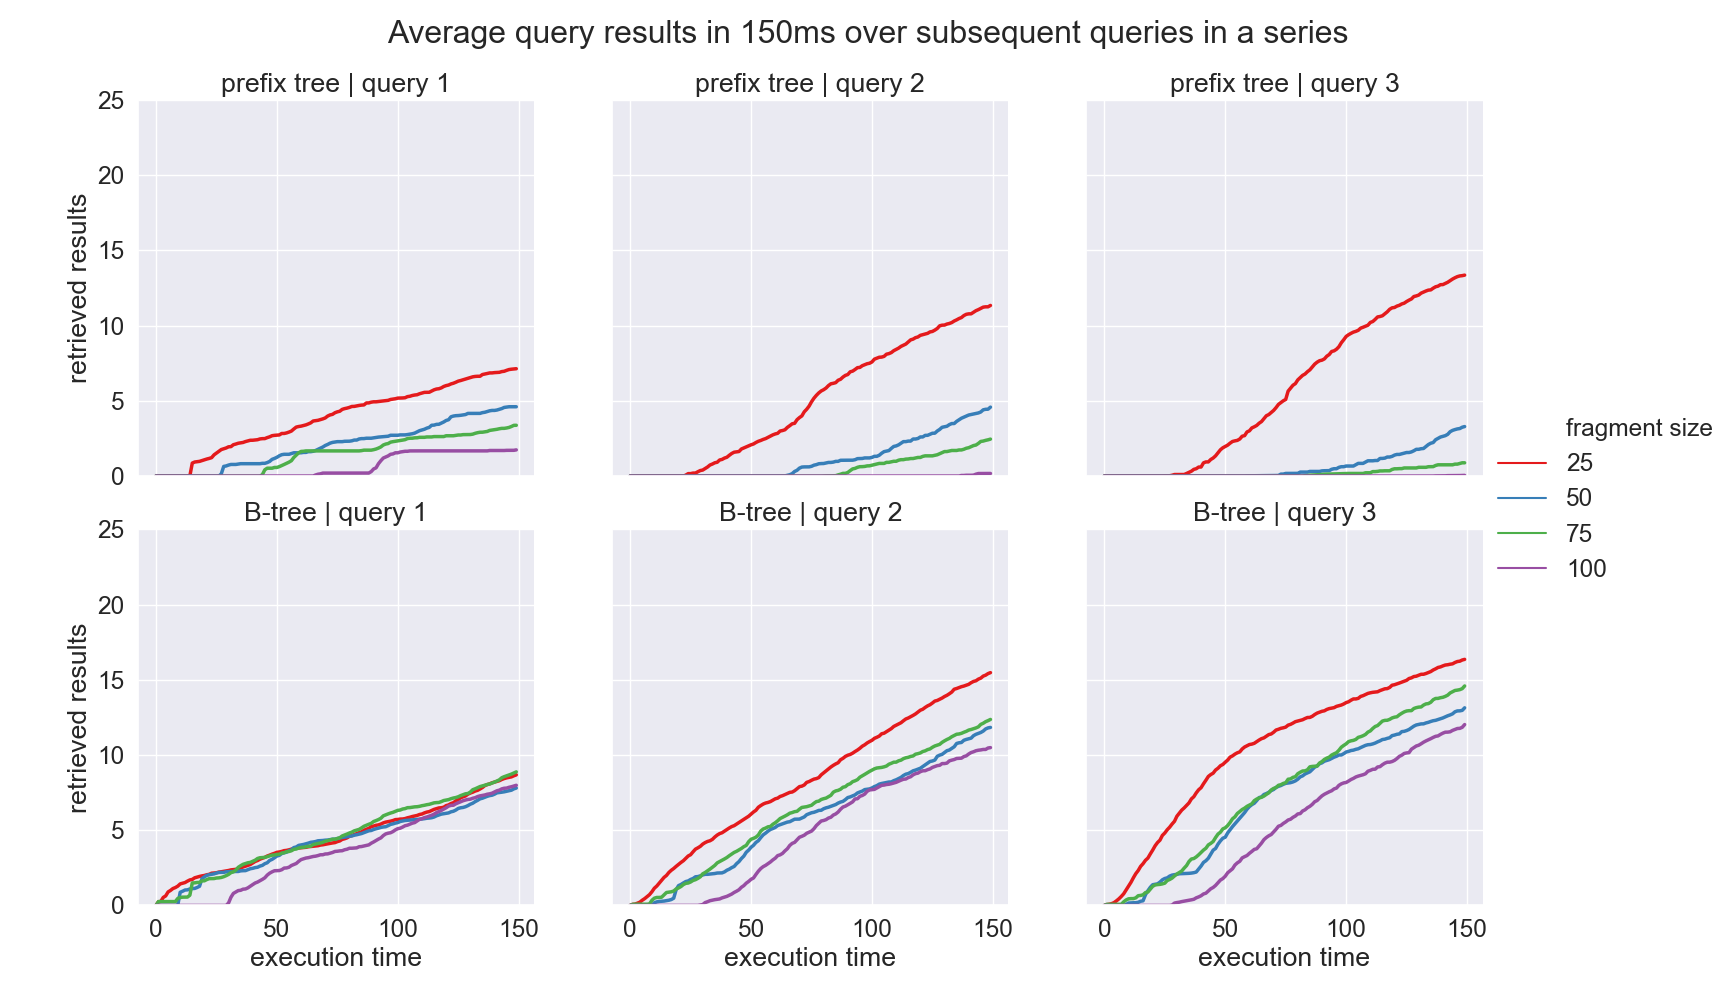 Average query results in 150ms over subsequent queries in a series
prefix tree | query 1
prefix tree | query 2
prefix tree | query 3
25
20
15
10
5
0
retrieved results
B-tree | query 1
B-tree | query 2
B-tree | query 3
25
20
15
10
5
0
retrieved results
0 50 100 150
0 50 100 150
0 50 100 150
execution time
execution time
execution time
fragment size
25
50
75
100